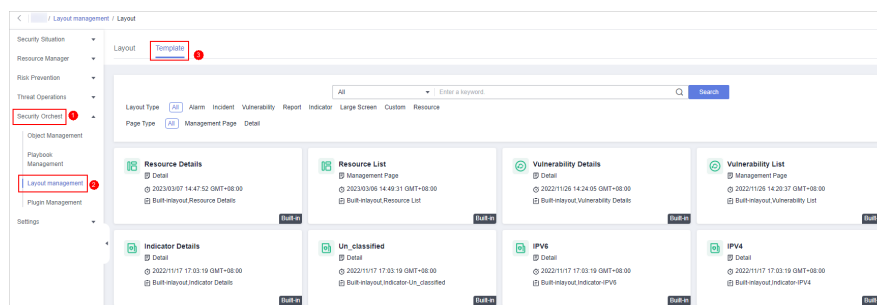 / Layout management / Layout
Security Situation
Resource Manager
Risk Prevention
Threat Operations
Security Orchest 1
Object Management
Playbook
Management
Layout management 2
Plugin Management
Settings
Layout Template 3
All Enter a keyword. Search
Layout Type All Alarm Incident Vulnerability Report Indicator Large Screen Custom Resource
Page Type All Management Page Detail
Resource Details
Detail
2023/03/07 14:47:52 GMT+08:00
Built-inlayout,Resource Details
Built-in
Resource List
Management Page
2023/03/06 14:49:31 GMT+08:00
Built-inlayout,Resource List
Built-in
Vulnerability Details
Detail
2022/11/26 14:24:05 GMT+08:00
Built-inlayout,Vulnerability Details
Built-in
Vulnerability List
Management Page
2022/11/26 14:20:37 GMT+08:00
Built-inlayout,Vulnerability List
Built
Indicator Details
Detail
2022/11/17 17:03:19 GMT+08:00
Built-inlayout,Indicator Details
Built-in
Un_classified
Detail
2022/11/17 17:03:19 GMT+08:00
Built-inlayout,Indicator-Un_classified
Built-in
IPV6
Detail
2022/11/17 17:03:19 GMT+08:00
Built-inlayout,Indicator-IPV6
Built-in
IPV4
Detail
2022/11/17 17:03:19 GMT+08:00
Built-inlayout,Indicator-IPV4
Built